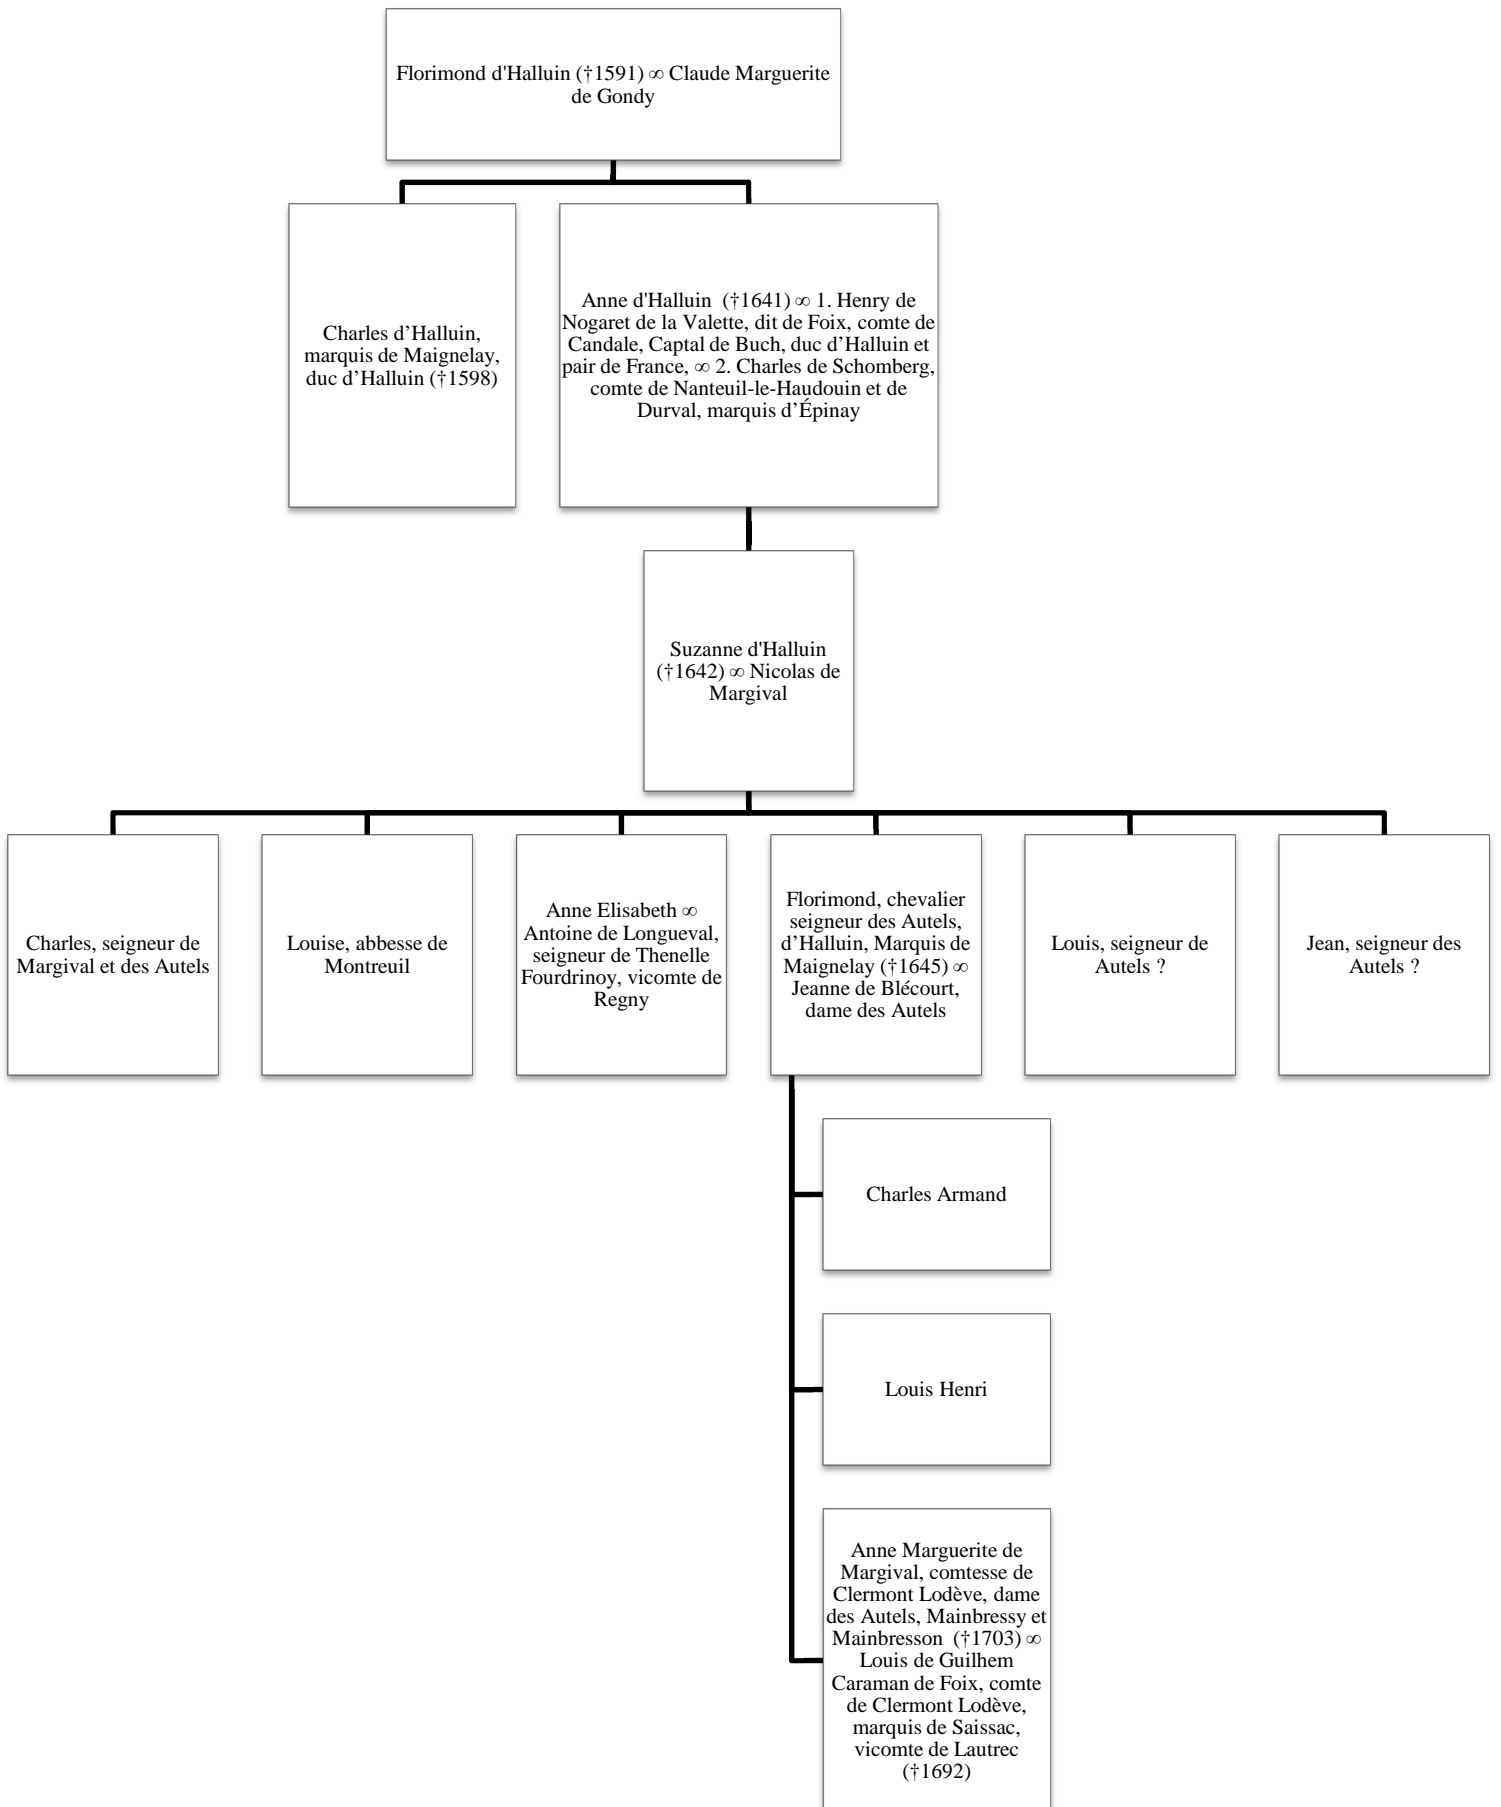 Florimond d'Halluin (†1591) ∞ Claude Marguerite
de Gondy
Charles d’Halluin,
marquis de Maignelay,
duc d’Halluin (†1598)
Anne d'Halluin  (†1641) ∞ 1. Henry de
Nogaret de la Valette, dit de Foix, comte de
Candale, Captal de Buch, duc d’Halluin et
pair de France, ∞ 2. Charles de Schomberg,
comte de Nanteuil-le-Haudouin et de
Durval, marquis d’Épinay
Suzanne d'Halluin
(†1642) ∞ Nicolas de
Margival
Charles, seigneur de
Margival et des Autels
Louise, abbesse de
Montreuil
Anne Elisabeth ∞
Antoine de Longueval,
seigneur de Thenelle
Fourdrinoy, vicomte de
Regny
Florimond, chevalier
seigneur des Autels,
d’Halluin, Marquis de
Maignelay (†1645) ∞
Jeanne de Blécourt,
dame des Autels
Louis, seigneur de
Autels ?
Jean, seigneur des
Autels ?
Charles Armand
Louis Henri
Anne Marguerite de
Margival, comtesse de
Clermont Lodève, dame
des Autels, Mainbressy et
Mainbresson  (†1703) ∞
Louis de Guilhem
Caraman de Foix, comte
de Clermont Lodève,
marquis de Saissac,
vicomte de Lautrec
(†1692)